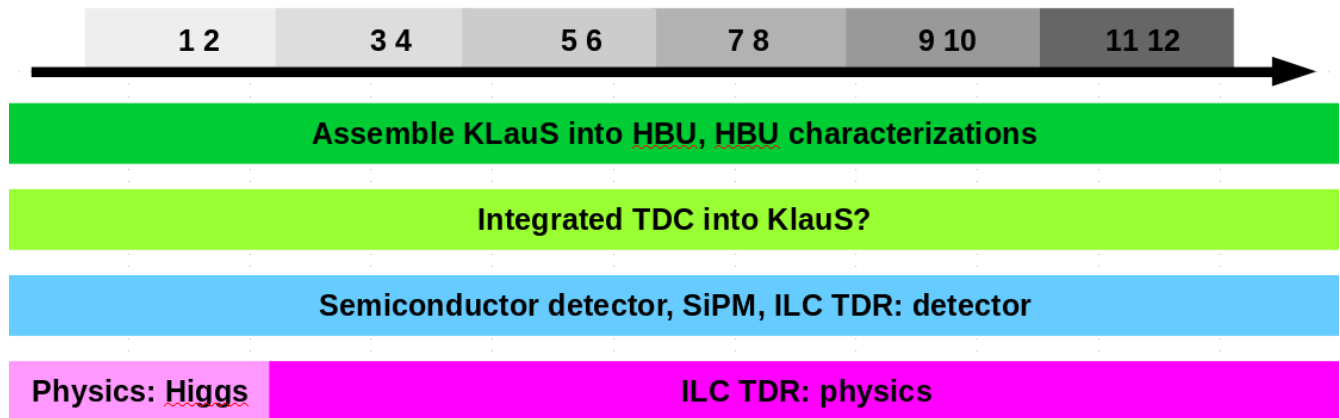 1 2 3 4 5 6 7 8 9 10 11 12
Assemble KLauS into HBU, HBU characterizations
Integrated TDC into KlauS?
Semiconductor detector, SiPM, ILC TDR: detector
Physics: Higgs ILC TDR: physics